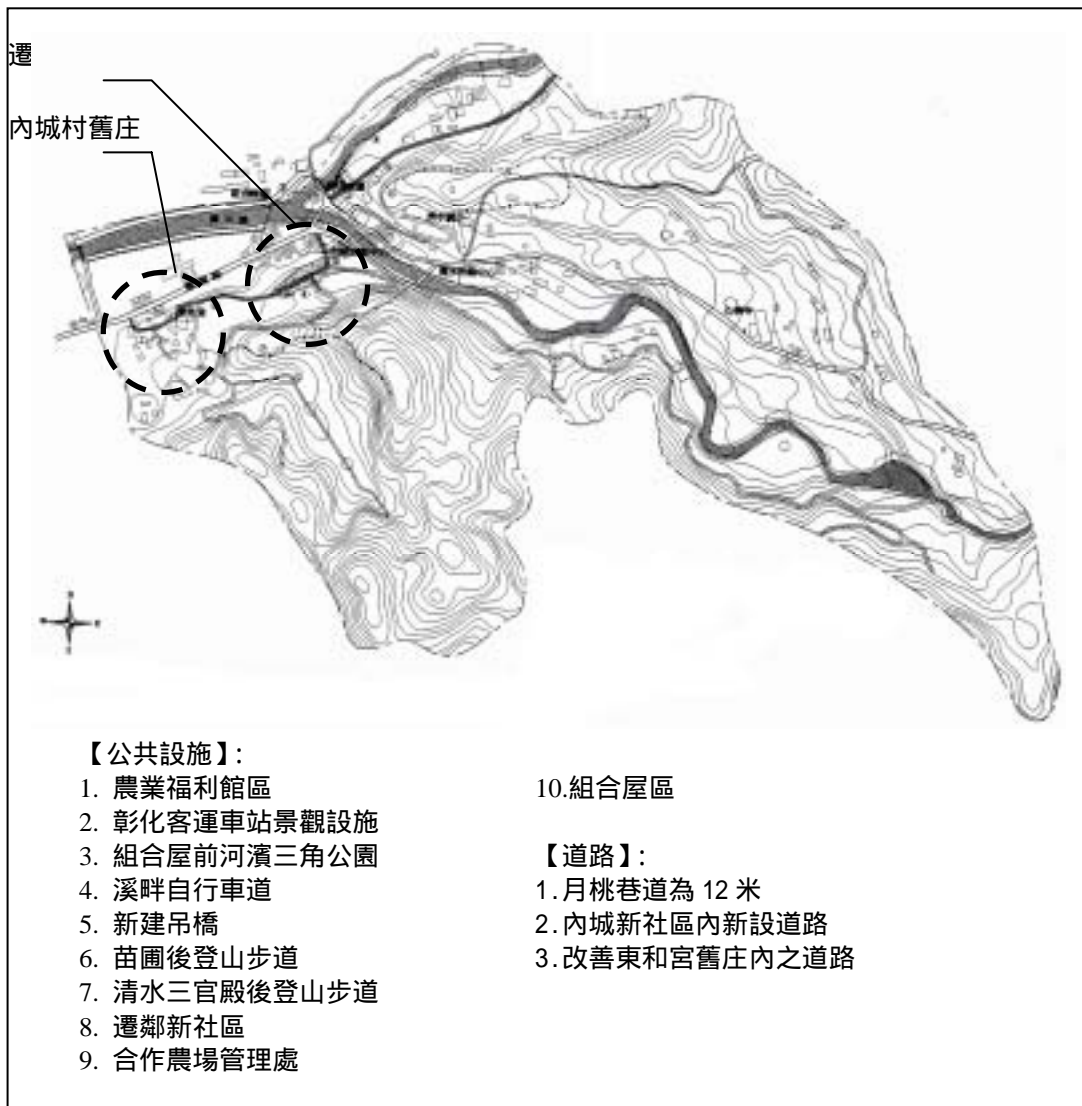 遷
內城村舊庄
【公共設施】:
1. 農業福利館區
2. 彰化客運車站景觀設施
3. 組合屋前河濱三角公園
4. 溪畔自行車道
5. 新建吊橋
6. 苗圃後登山步道
7. 清水三官殿後登山步道
8. 遷鄰新社區
9. 合作農場管理處
10.組合屋區
【道路】:
1.月桃巷道為 12 米
2.內城新社區內新設道路
3.改善東和宮舊庄內之道路